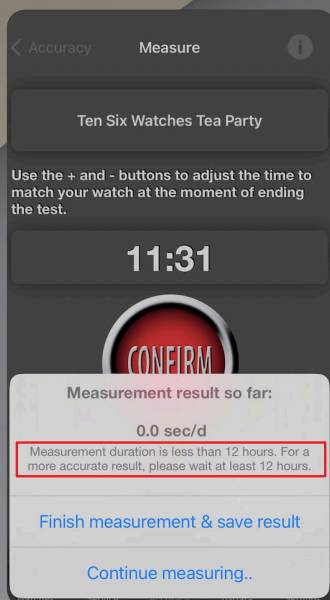 Accuracy
Measure
i
Ten Six Watches Tea Party
Use the + and - buttons to adjust the time to
match your watch at the moment of ending
the test.
11:31
CONFIRM
Measurement result so far:
0.0 sec/d
Measurement duration is less than 12 hours. For a
more accurate result, please wait at least 12 hours.
Finish measurement & save result
Continue measuring..